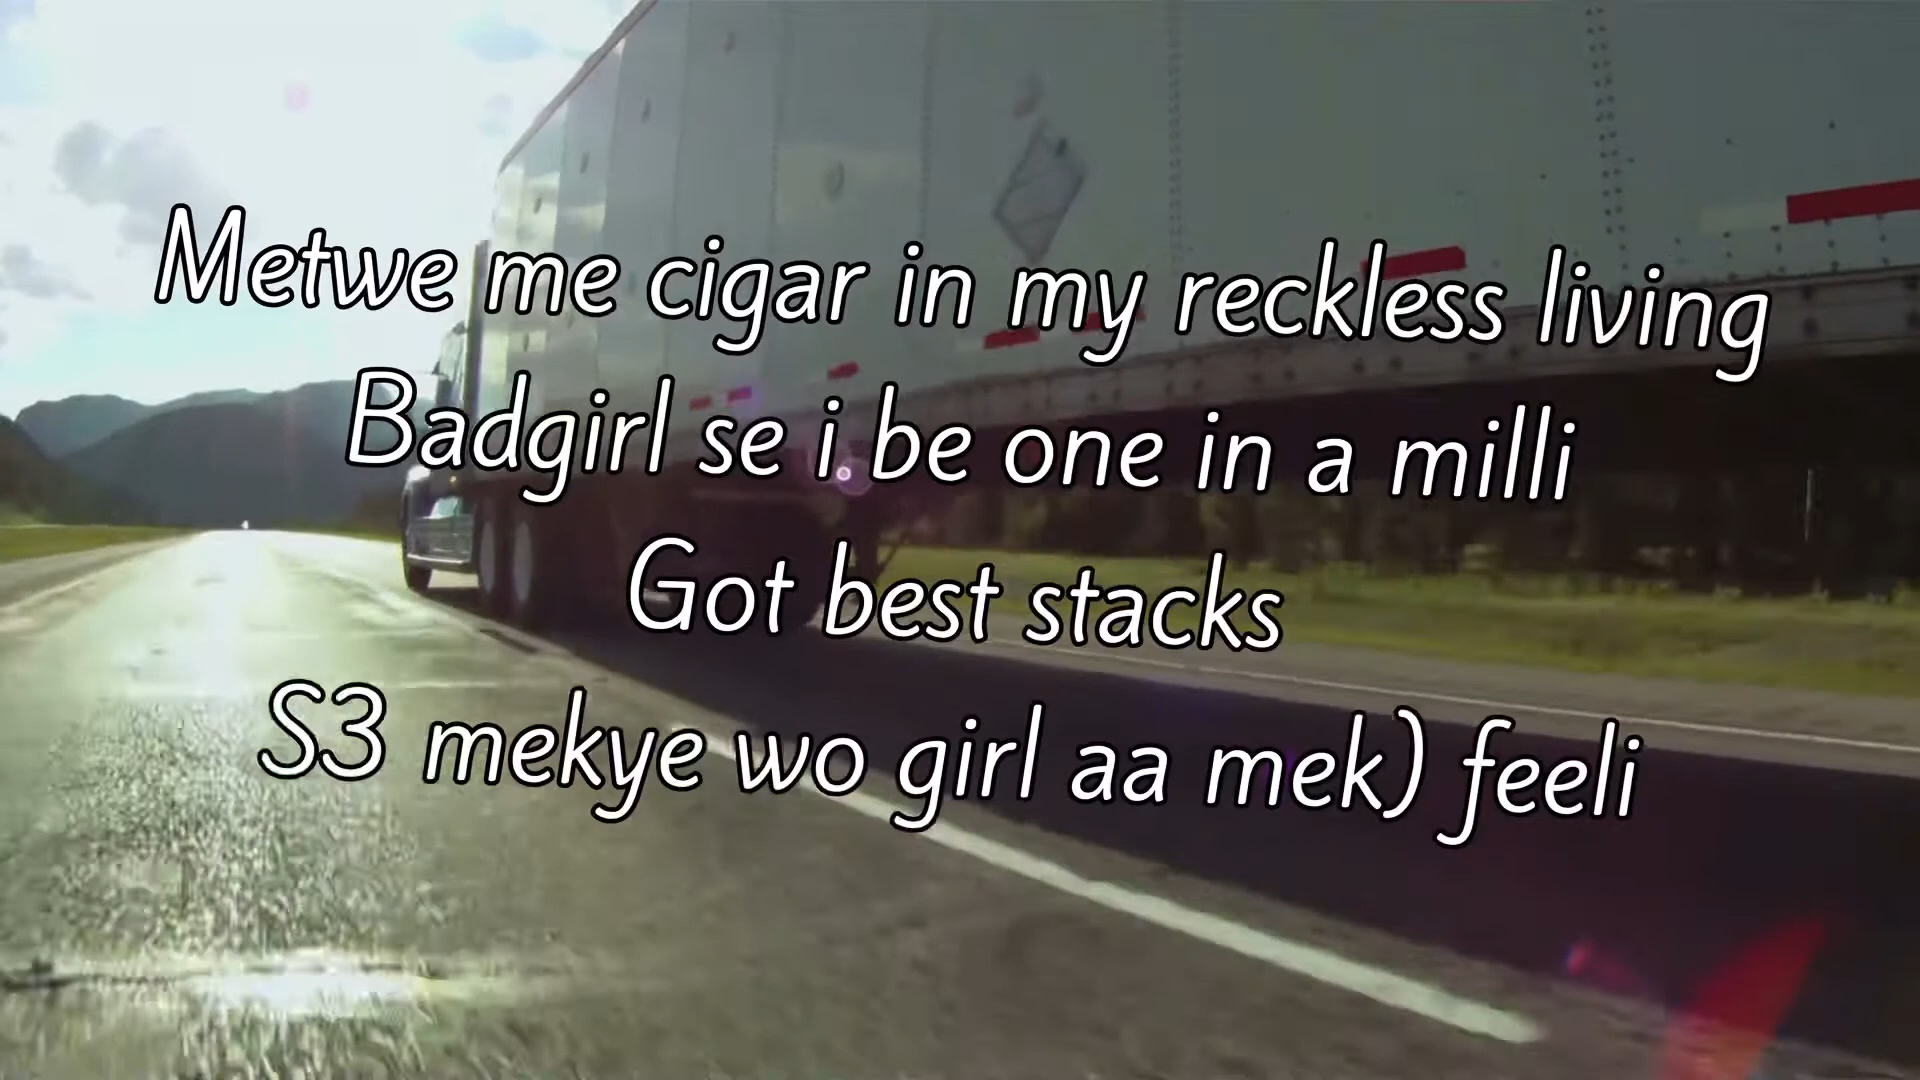 Metwe me cigar in my reckless living
Badgirl se i be one in a milli
Got best stacks
S3 mekye wo girl aa mek) feeli